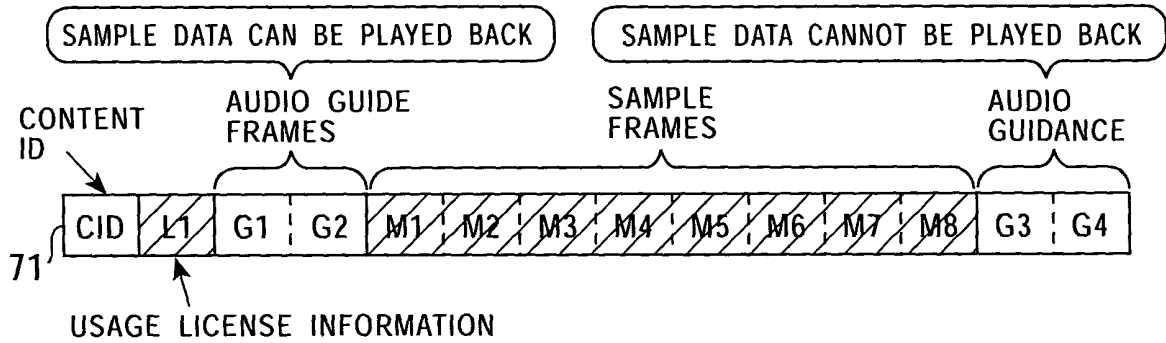 SAMPLE DATA CAN BE PLAYED BACK
SAMPLE DATA CANNOT BE PLAYED BACK
CONTENT
ID
AUDIO GUIDE
FRAMES
SAMPLE
FRAMES
AUDIO
GUIDANCE
CID L1 G1 G2 M1 M2 M3 M4 M5 M6 M7 M8 G3 G4
71
USAGE LICENSE INFORMATION